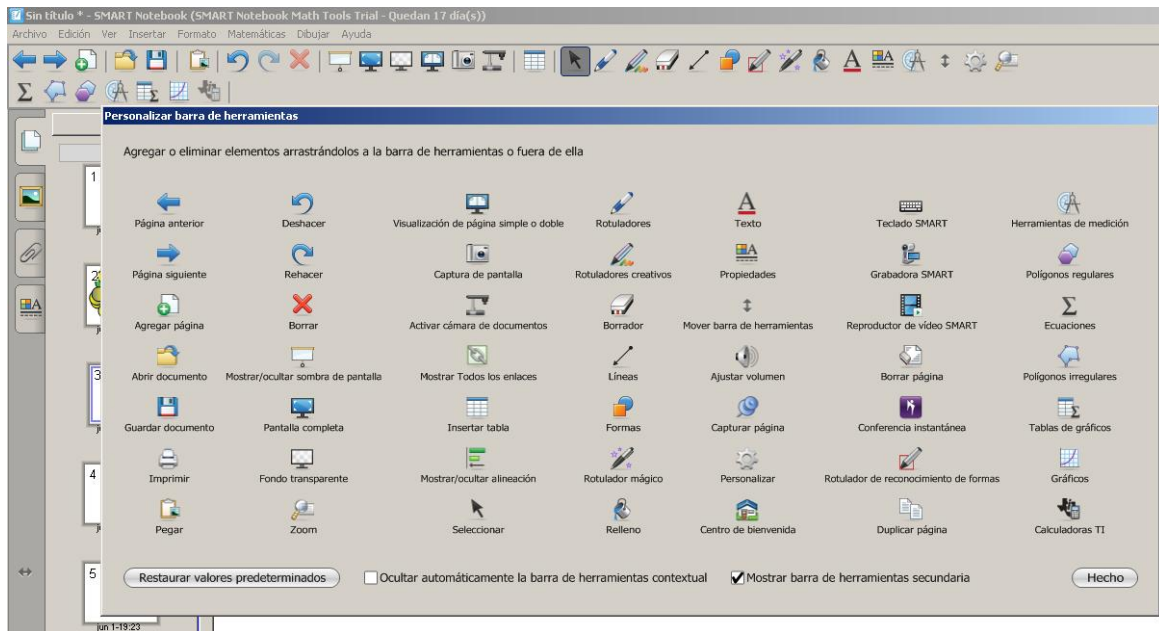 Sin título * - SMART Notebook (SMART Notebook Math Tools Trial - Quedan 17 día(s))
Archivo Edición Ver Insertar Formato Matemáticas Dibujar Ayuda
Personalizar barra de herramientas
Agregar o eliminar elementos arrastrándolos a la barra de herramientas o fuera de ella
1
Página anterior Deshacer Visualización de página simple o doble Rotuladores Texto Teclado SMART Herramientas de medición
2
Página siguiente Rehacer Captura de pantalla Rotuladores creativos Propiedades Grabadora SMART Polígonos regulares
Agregar página Borrar Activar cámara de documentos Borrador Mover barra de herramientas Reproductor de vídeo SMART Ecuaciones
3
Abrir documento Mostrar/ocultar sombra de pantalla Mostrar Todos los enlaces Líneas Ajustar volumen Borrar página Polígonos irregulares
Guardar documento Pantalla completa Insertar tabla Formas Capturar página Conferencia instantánea Tablas de gráficos
4
Imprimir Fondo transparente Mostrar/ocultar alineación Rotulador mágico Personalizar Rotulador de reconocimiento de formas Gráficos
Pegar Zoom Seleccionar Relleno Centro de bienvenida Duplicar página Calculadoras TI
5
Restaurar valores predeterminados Ocultar automáticamente la barra de herramientas contextual Mostrar barra de herramientas secundaria Hecho
jun 1-19:23